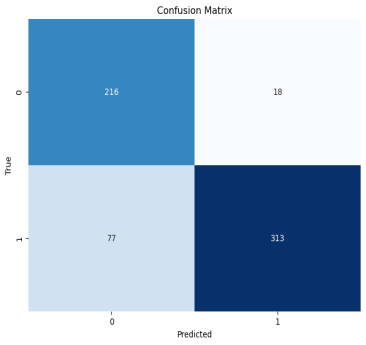 Confusion Matrix
0
216
18
True
1
77
313
0
1
Predicted